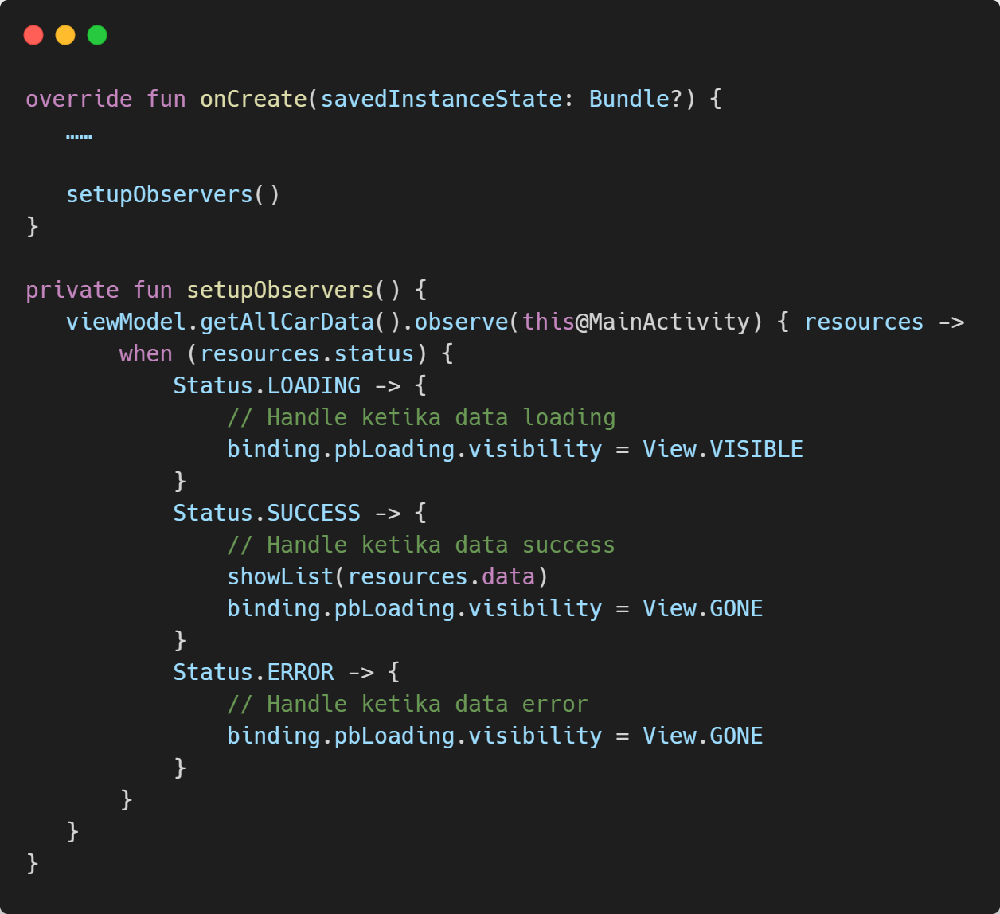 override fun onCreate(savedInstanceState: Bundle?) {
   ……

   setupObservers()
}

private fun setupObservers() {
   viewModel.getAllCarData().observe(this@MainActivity) { resources ->
       when (resources.status) {
           Status.LOADING -> {
               // Handle ketika data loading
               binding.pbLoading.visibility = View.VISIBLE
           }
           Status.SUCCESS -> {
               // Handle ketika data success
               showList(resources.data)
               binding.pbLoading.visibility = View.GONE
           }
           Status.ERROR -> {
               // Handle ketika data error
               binding.pbLoading.visibility = View.GONE
           }
       }
   }
}